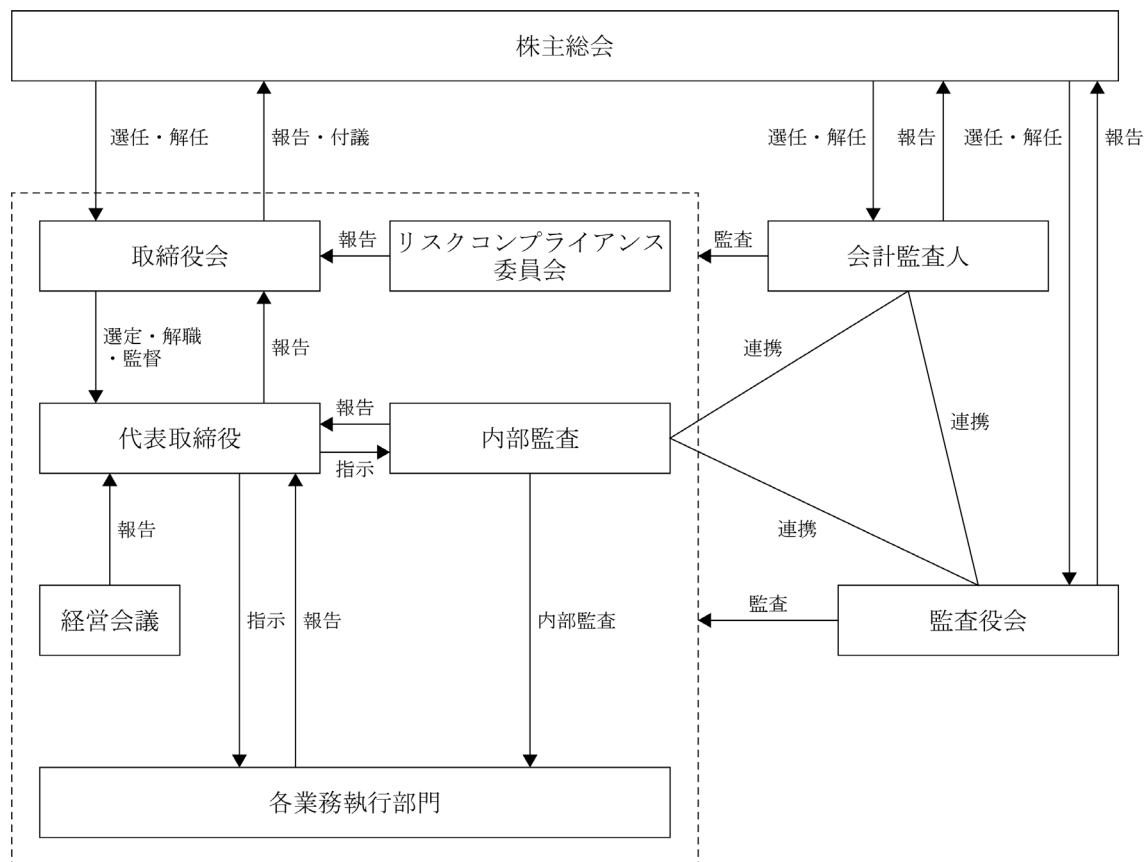 株主総会
選任・解任
報告・付議
選任・解任
報告
選任・解任
報告
取締役会
報告
リスクコンプライアンス
委員会
監査
会計監査人
選定・解職
・監督
報告
連携
連携
代表取締役
報告
指示
内部監査
連携
報告
経営会議
指示
報告
内部監査
監査
監査役会
各業務執行部門